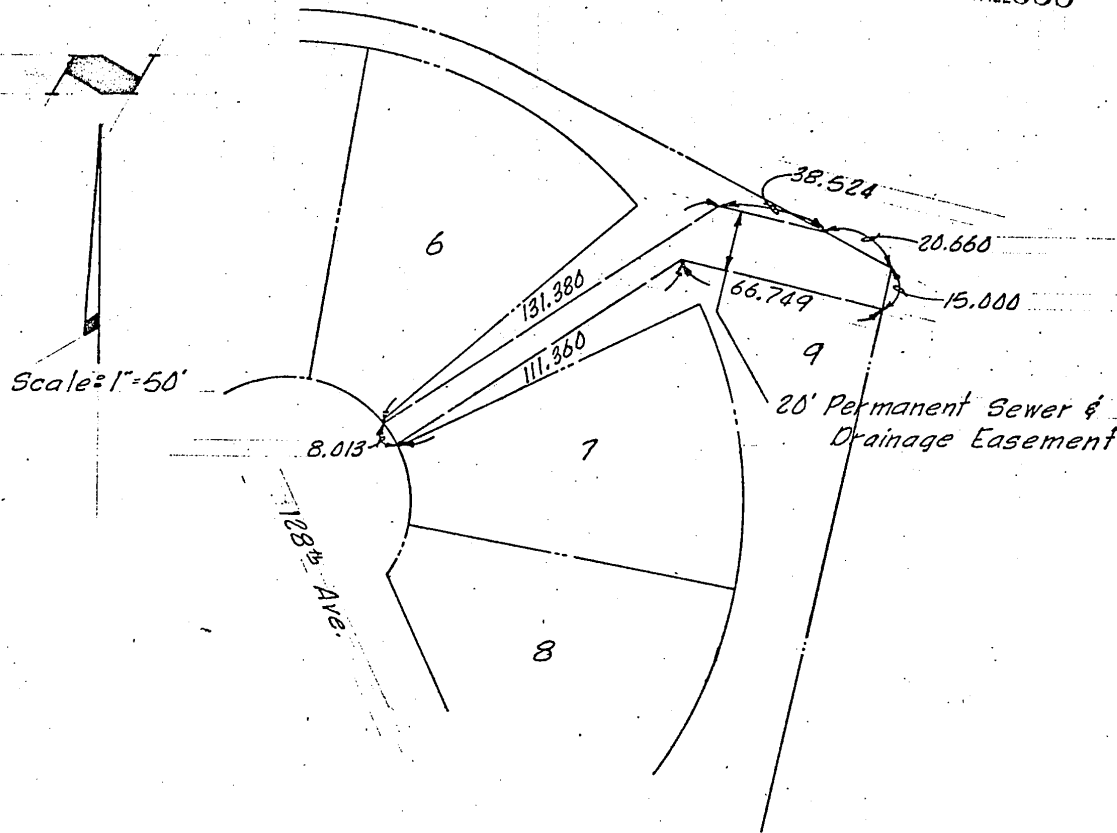 38.524
6
20.660
131.380
66.749
15.000
111.360
9
Scale: 1"=50'
20' Permanent Sewer &
Drainage Easement
8.013
7
128th Ave.
8